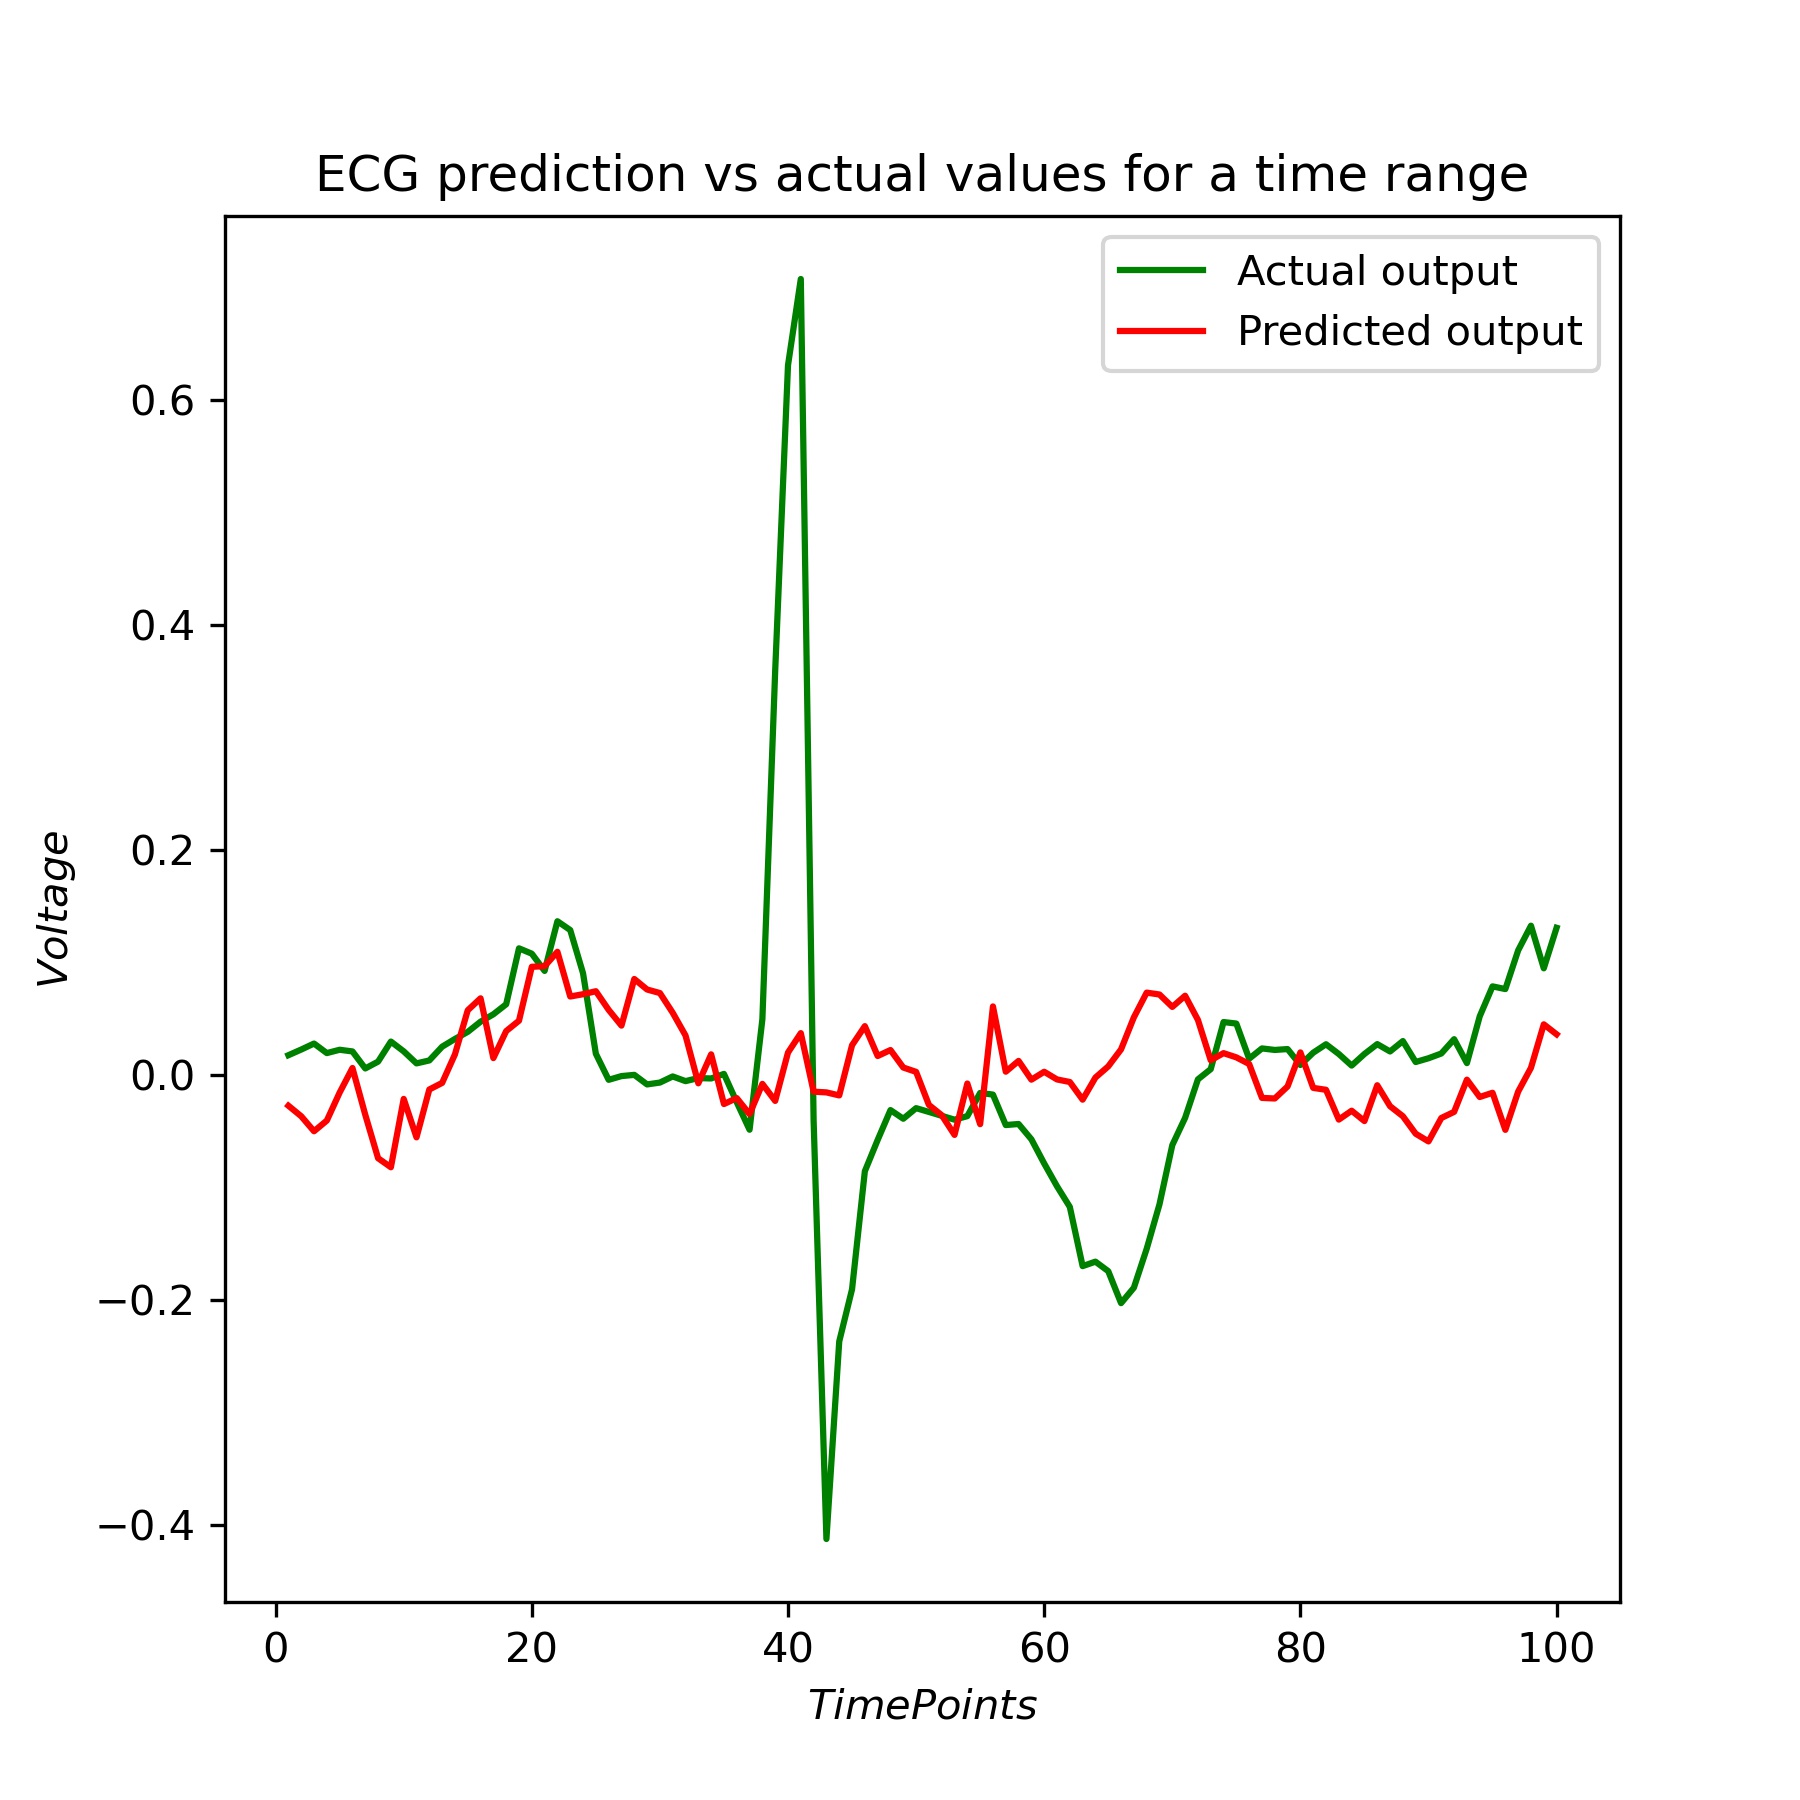 ECG prediction vs actual values for a time range
Actual output
Predicted output
0.6
0.4
0.2
0.0
−0.2
−0.4
Voltage
0 20 40 60 80 100
TimePoints